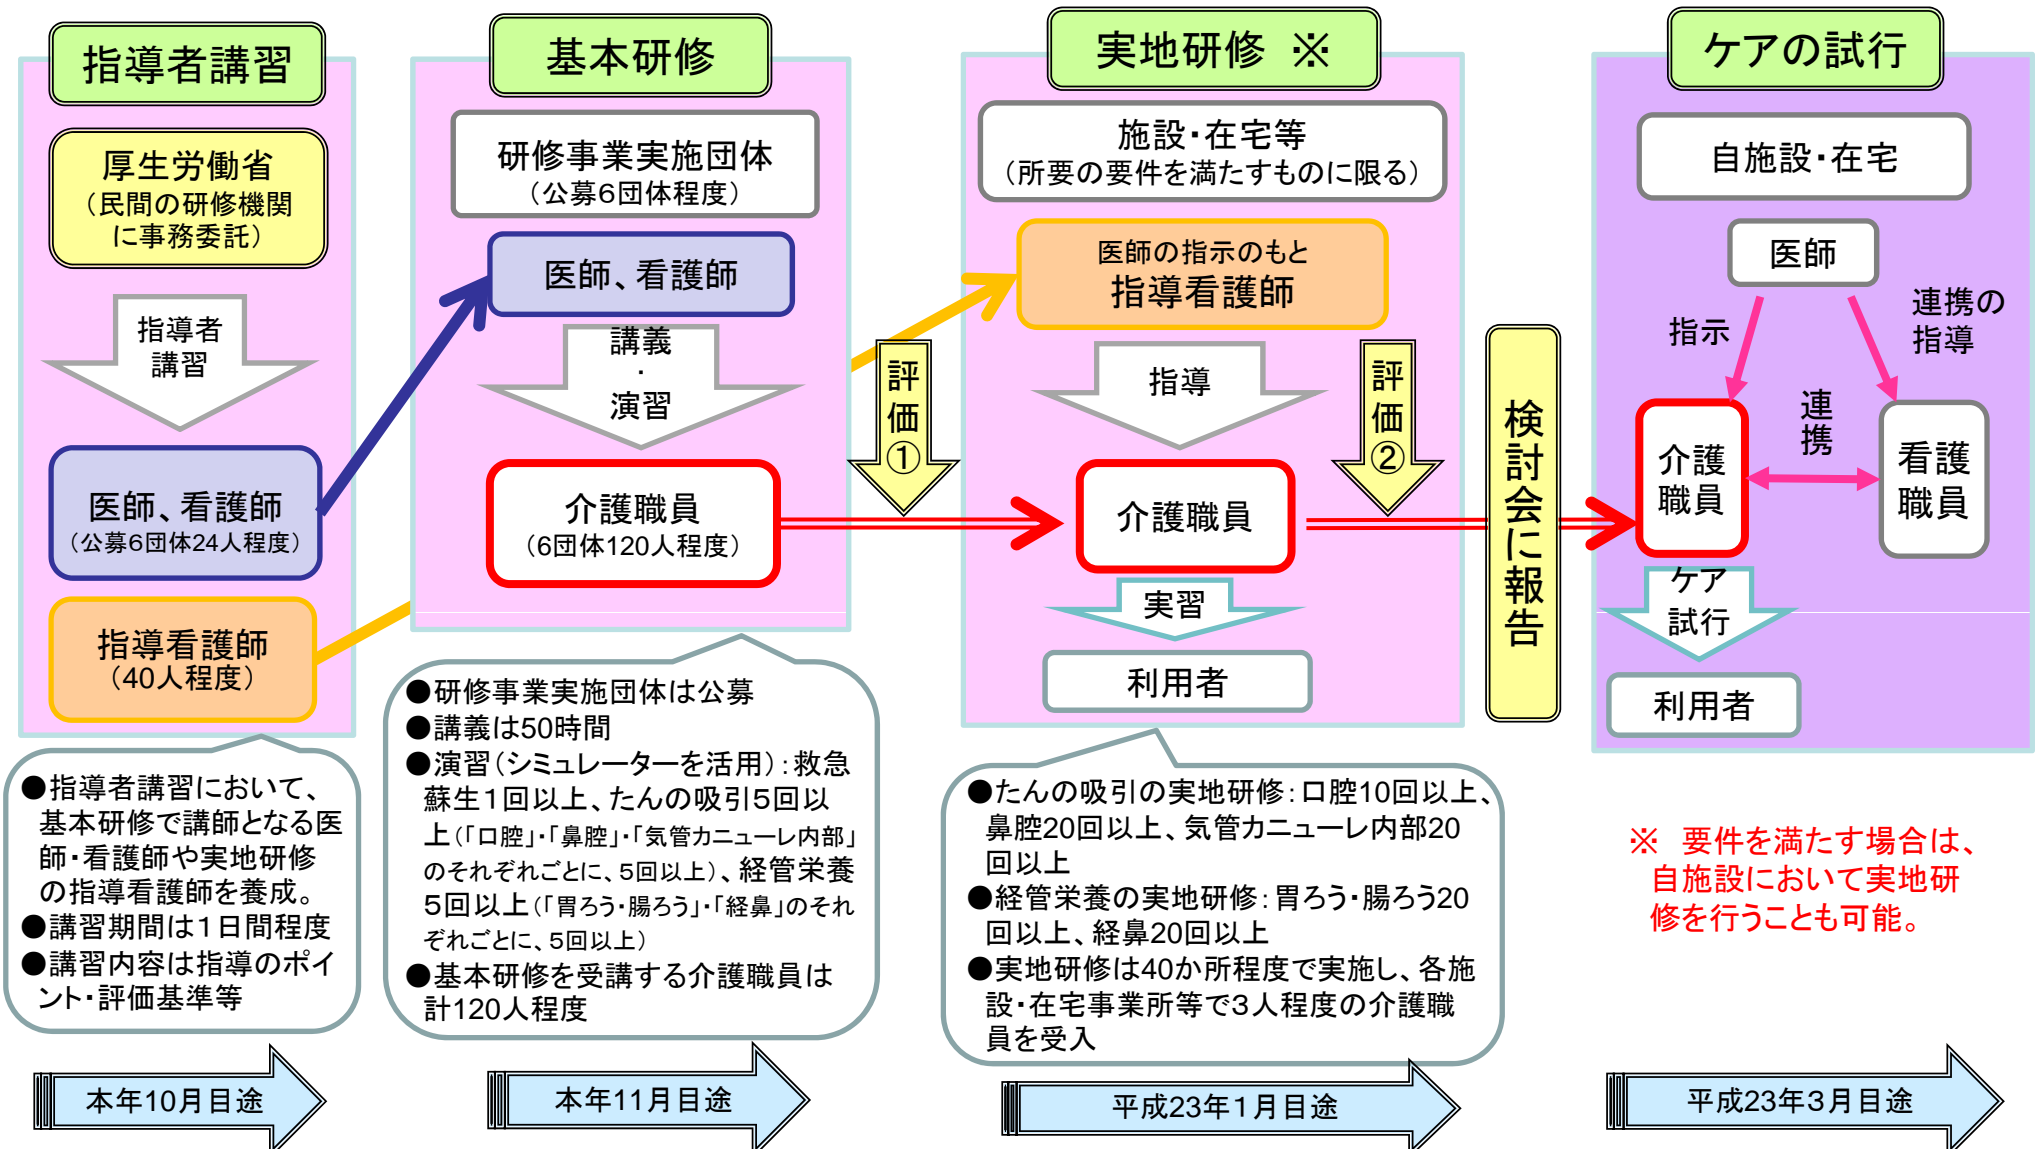 指導者講習
厚生労働省
（民間の研修機関
に事務委託）
指導者
講習
医師、看護師
（公募6団体24人程度）
指導看護師
（40人程度）
●指導者講習において、
基本研修で講師となる医
師・看護師や実地研修
の指導看護師を養成。
●講習期間は１日間程度
●講習内容は指導のポイ
ント・評価基準等
本年10月目途
基本研修
研修事業実施団体
（公募６団体程度）
医師、看護師
講義
・
演習
介護職員
（6団体120人程度）
●研修事業実施団体は公募
●講義は50時間
●演習（シミュレーターを活用）：救急
蘇生１回以上、たんの吸引５回以
上（「口腔」・「鼻腔」・「気管カニューレ内部」
のそれぞれごとに、５回以上）、経管栄養
５回以上（「胃ろう・腸ろう」・「経鼻」のそれ
ぞれごとに、５回以上）
●基本研修を受講する介護職員は
計120人程度
本年11月目途
評価①
実地研修 ※
施設・在宅等
（所要の要件を満たすものに限る）
医師の指示のもと
指導看護師
指導
介護職員
実習
利用者
●たんの吸引の実地研修：口腔10回以上、
鼻腔20回以上、気管カニューレ内部20
回以上
●経管栄養の実地研修：胃ろう・腸ろう20
回以上、経鼻20回以上
●実地研修は40か所程度で実施し、各施
設・在宅事業所等で３人程度の介護職
員を受入
平成23年１月目途
評価②
検討会に報告
ケアの試行
自施設・在宅
医師
指示
連携の
指導
連携
介護
職員
看護
職員
ケア
試行
利用者
※　要件を満たす場合は、
自施設において実地研
修を行うことも可能。
平成23年３月目途